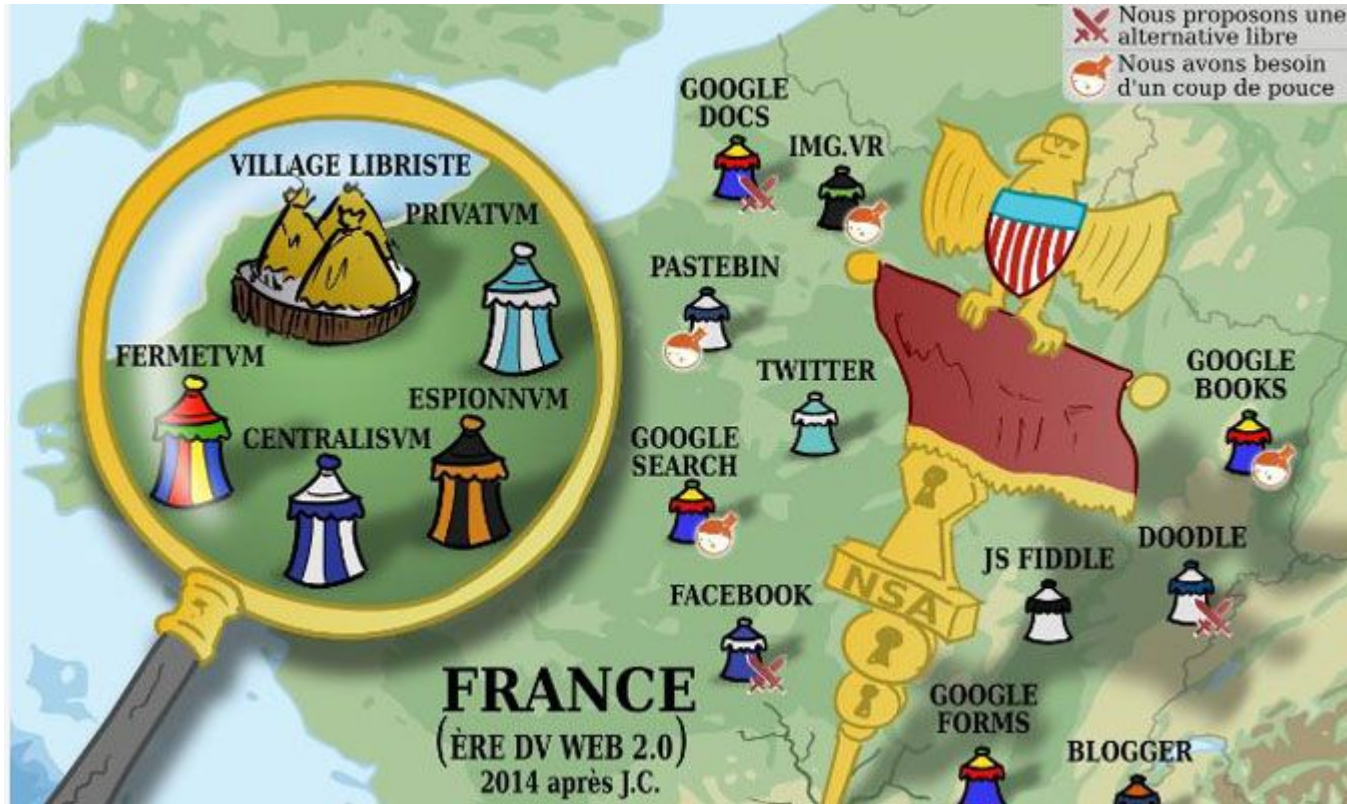 Nous proposons une
alternative libre
Nous avons besoin
d'un coup de pouce
GOOGLE
DOCS
IMG.VR
VILLAGE LIBRISTE
PRIVATVM
PASTEBIN
FERMETVM
ESPIONNVM
CENTRALISVM
TWITTER
GOOGLE
BOOKS
GOOGLE
SEARCH
JS FIDDLE
DOODLE
NSA
FACEBOOK
FRANCE
(ÈRE DV WEB 2.0)
2014 après J.C.
GOOGLE
FORMS
BLOGGER